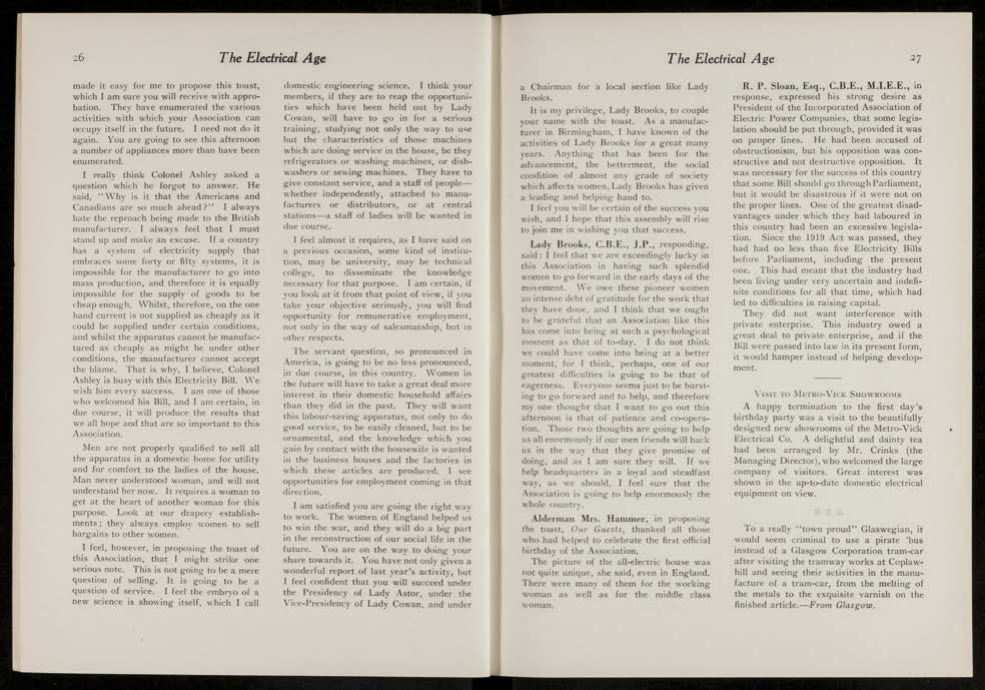 26
The Electrical Age
made it easy for me to propose this toast,
which I am sure you will receive with appro-
bation. They have enumerated the various
activities with which your Association can
occupy itself in the future. I need not do it
again. You are going to see this afternoon
a number of appliances more than have been
enumerated.
I really think Colonel Ashley asked a
question which he forgot to answer. He
said, "Why is it that the Americans and
Canadians are so much ahead?" I always
hate the reproach being made to the British
manufacturer. I always feel that I must
stand up and make an excuse. If a country
has a system of electricity supply that
embraces some forty or fifty systems, it is
impossible for the manufacturer to go into
mass production, and therefore it is equally
impossible for the supply of goods to be
cheap enough. Whilst, therefore, on the one
hand current is not supplied as cheaply as it
could be supplied under certain conditions,
and whilst the apparatus cannot be manufac-
tured as cheaply as might be under other
conditions, the manufacturer cannot accept
the blame. That is why, I believe, Colonel
Ashley is busy with this Electricity Bill. We
wish him every success. I am one of those
who welcomed his Bill, and I am certain, in
due course, it will produce the results that
we all hope and that are so important to this
Association.
Men are not properly qualified to sell all
the apparatus in a domestic home for utility
and for comfort to the ladies of the house.
Man never understood woman, and will not
understand her now. It requires a woman to
get at the heart of another woman for this
purpose. Look at our drapery establish-
ments; they always employ women to sell
bargains to other women.
I feel, however, in proposing the toast of
this Association, that I might strike one
serious note. This is not going to be a mere
question of selling. It is going to be a
question of service. I feel the embryo of a
new science is showing itself, which I call
domestic engineering science. I think your
members, if they are to reap the opportuni-
ties which have been held out by Lady
Cowan, will have to go in for a serious
training, studying not only the way to use
but the characteristics of those machines
which are doing service in the house, be they
refrigerators or washing machines, or dish-
washers or sewing machines. They have to
give constant service, and a staff of people—
whether independently, attached to manu-
facturers or distributors, or at central
stations—a staff of ladies will be wanted in
due course.
I feel almost it requires, as I have said on
a previous occasion, some kind of institu-
tion, may be university, may be technical
college, to disseminate the knowledge
necessary for that purpose. I am certain, if
you look at it from that point of view, if you
take your objective seriously, you will find
opportunity for remunerative employment,
not only in the way of salesmanship, but in
other respects.
The servant question, so pronounced in
America, is going to be no less pronounced,
in due course, in this country. Women in
the future will have to take a great deal more
interest in their domestic household affairs
than they did in the past. They will want
this labour-saving apparatus, not only to do
good service, to be easily cleaned, but to be
ornamental, and the knowledge which you
gain by contact with the housewife is wanted
in the business houses and the factories in
which these articles are produced. I see
opportunities for employment coming in that
direction.
I am satisfied you are going the right way
to work. The women of England helped us
to win the war, and they will do a big part
in the reconstruction of our social life in the
future. You are on the way to doing your
share towards it. You have not only given a
wonderful report of last year's activity, but
I feel confident that you will succeed under
the Presidency of Lady Astor, under the
Vice-Presidency of Lady Cowan, and under
The Electrical Age
27
a Chairman for a local section like Lady
Brooks.
It is my privilege, Lady Brooks, to couple
your name with the toast. As a manufac-
turer in Birmingham, I have known of the
activities of Lady Brooks for a great many
years. Anything that has been for the
advancement, the betterment, the social
condition of almost any grade of society
which affects women, Lady Brooks has given
a leading and helping hand to.
I feel you will be certain of the success you
wish, and I hope that this assembly will rise
to join me in wishing you that success.
Lady Brooks, C.B.E., J.P., responding,
said: I feel that we are exceedingly lucky in
this Association in having such splendid
women to go forward in the early days of the
movement. We owe these pioneer women
an intense debt of gratitude for the work that
they have done, and I think that we ought
to be grateful that an Association like this
has come into being at such a psychological
moment as that of to-day. I do not think
we could have come into being at a better
moment, for I think, perhaps, one of our
greatest difficulties is going to be that of
eagerness. Everyone seems just to be burst-
ing to go forward and to help, and therefore
my one thought that I want to go out this
afternoon is that of patience and co-opera-
tion. Those two thoughts are going to help
us all enormously if our men friends will back
us in the way that they give promise of
doing, and as I am sure they will. If we
help headquarters in a loyal and steadfast
way, as we should, I feel sure that the
Association is going to help enormously the
whole country.
Alderman Mrs. Hammer, in proposing
the toast, Our Guests, thanked all those
who had helped to celebrate the first official
birthday of the Association.
The picture of the all-electric house was
not quite unique, she said, even in England.
There were many of them for the working
woman as well as for the middle class
woman.
R. P. Sloan, Esq., C.B.E., M.I.E.E., in
response, expressed his strong desire as
President of the Incorporated Association of
Electric Power Companies, that some legis-
lation should be put through, provided it was
on proper lines. He had been accused of
obstructionism, but his opposition was con-
structive and not destructive opposition. It
was necessary for the success of this country
that some Bill should go through Parliament,
but it would be disastrous if it were not on
the proper lines. One of the greatest disad-
vantages under which they had laboured in
this country had been an excessive legisla-
tion. Since the 1919 Act was passed, they
had had no less than five Electricity Bills
before Parliament, including the present
one. This had meant that the industry had
been living under very uncertain and indefi-
nite conditions for all that time, which had
led to difficulties in raising capital.
They did not want interference with
private enterprise. This industry owed a
great deal to private enterprise, and if the
Bill were passed into law in its present form,
it would hamper instead of helping develop-
ment.
VISIT TO METRO-VICK SHOWROOMS
A happy termination to the first day's
birthday party was a visit to the beautifully
designed new showrooms of the Metro-Vick
Electrical Co. A delightful and dainty tea
had been arranged by Mr. Crinks (the
Managing Director), who welcomed the large
company of visitors. Great interest was
shown in the up-to-date domestic electrical
equipment on view.
To a really "town proud" Glaswegian, it
would seem criminal to use a pirate 'bus
instead of a Glasgow Corporation tram-car
after visiting the tramway works at Coplaw-
hill and seeing their activities in the manu-
facture of a tram-car, from the melting of
the metals to the exquisite varnish on the
finished article.—From Glasgow.